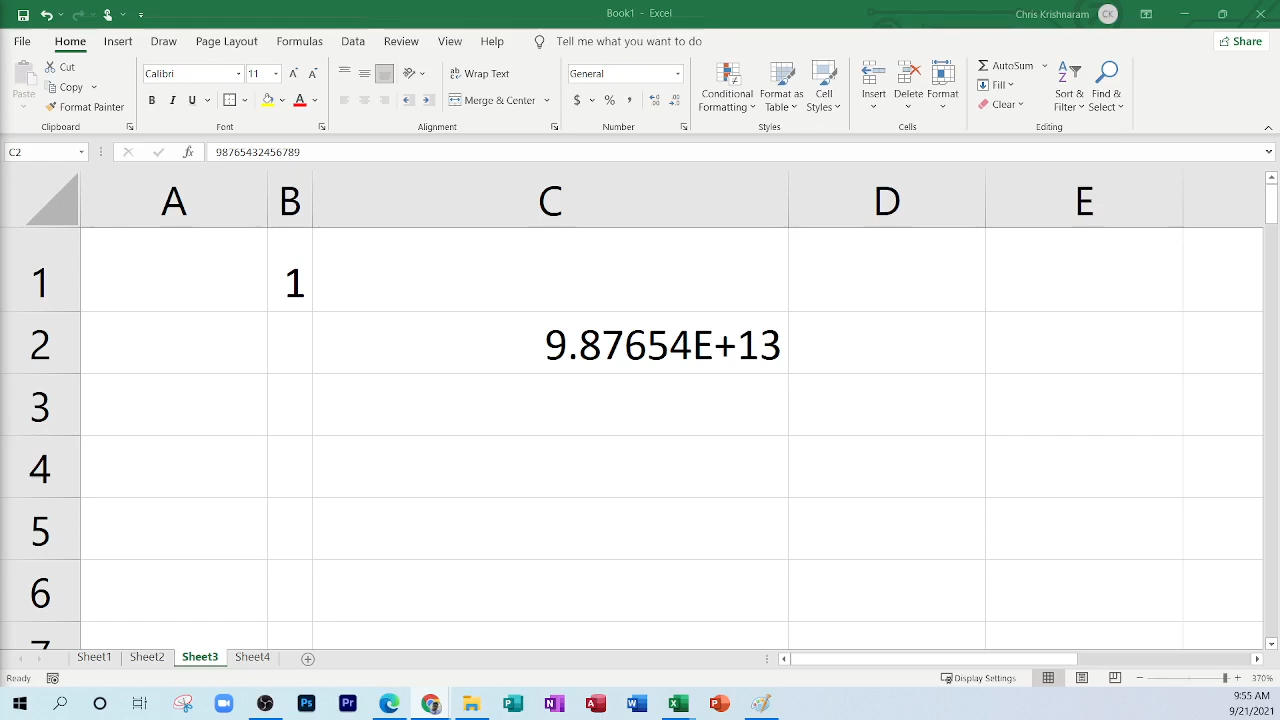 Book1 - Excel
Chris Krishnaram CK
File Home Insert Draw Page Layout Formulas Data Review View Help Tell me what you want to do Share
Paste Cut Copy Format Painter
Clipboard
Calibri 11
B I U A
Font
Wrap Text
Merge & Center
Alignment
General
$ % ,
Number
Conditional Formatting Format as Table Cell Styles
Styles
Insert Delete Format
Cells
AutoSum Fill Clear
Sort & Filter Find & Select
Editing
C2 fx 98765432456789
A B C D E
1 1
2 9.87654E+13
3
4
5
6
7
Sheet1 Sheet2 Sheet3 Sheet4
Ready Display Settings 370%
9:55 AM
9/21/2021